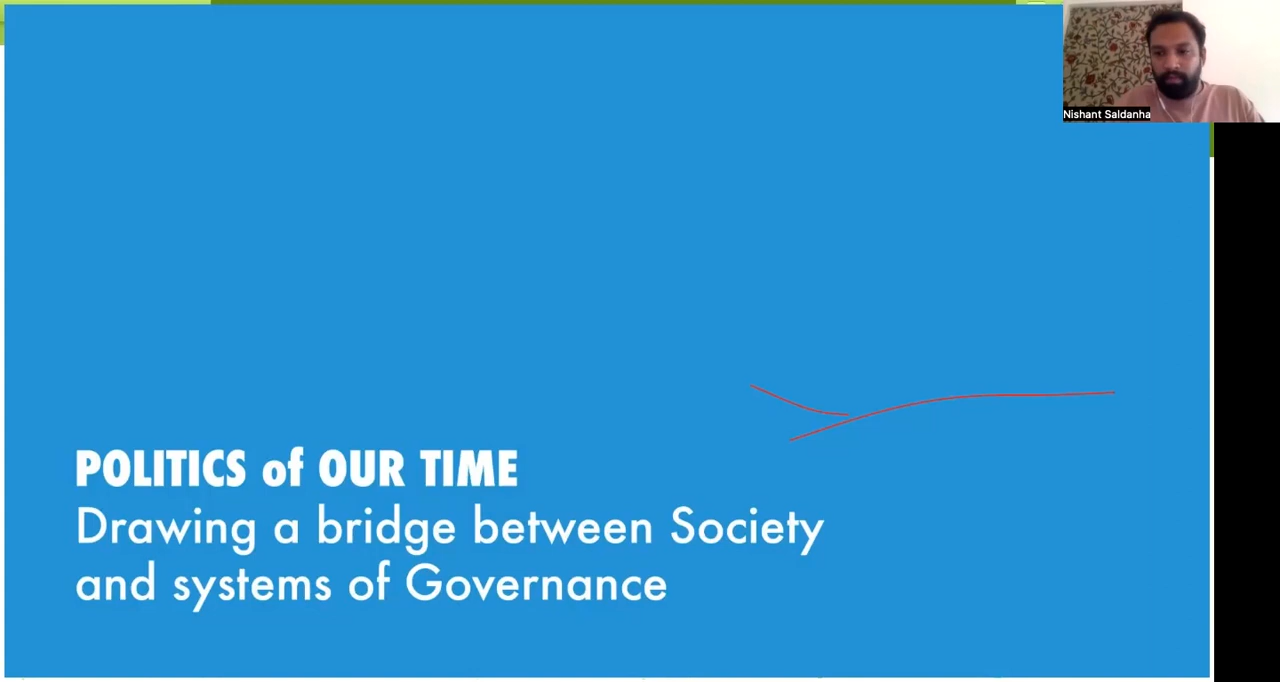 Nishant Saldanha
POLITICS of OUR TIME
Drawing a bridge between Society
and systems of Governance